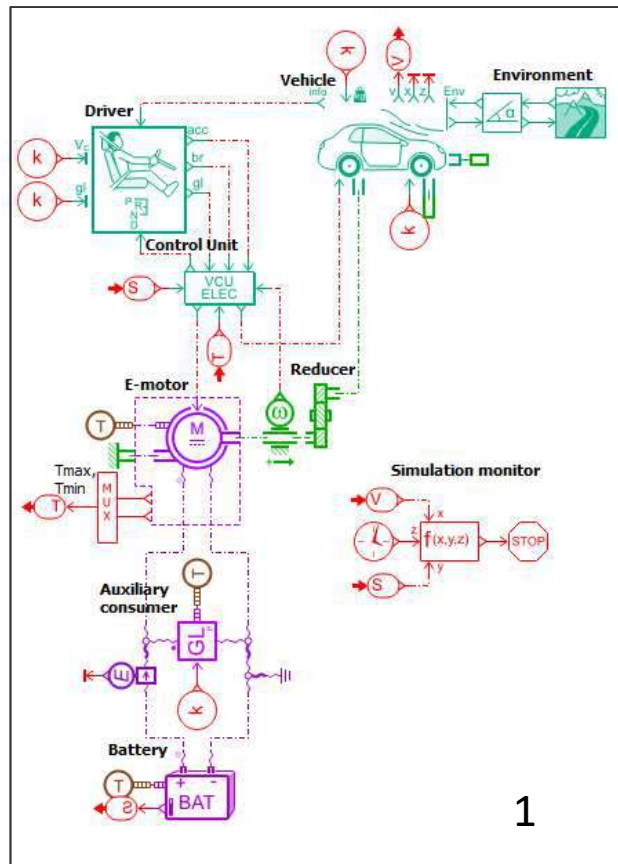 Vehicle
k
V
v x z
info
Env
Environment
α
Driver
k
Vc
acc
k
gl
br
gl
P R N D
k
Control Unit
S
VCU
ELEC
T
Reducer
E-motor
T
M
ω
Tmax,
Tmin
T
MUX
Simulation monitor
V
x
z
f(x,y,z)
STOP
S
y
T
Auxiliary
consumer
GL
E
k
Battery
T
+ -
S
BAT
1